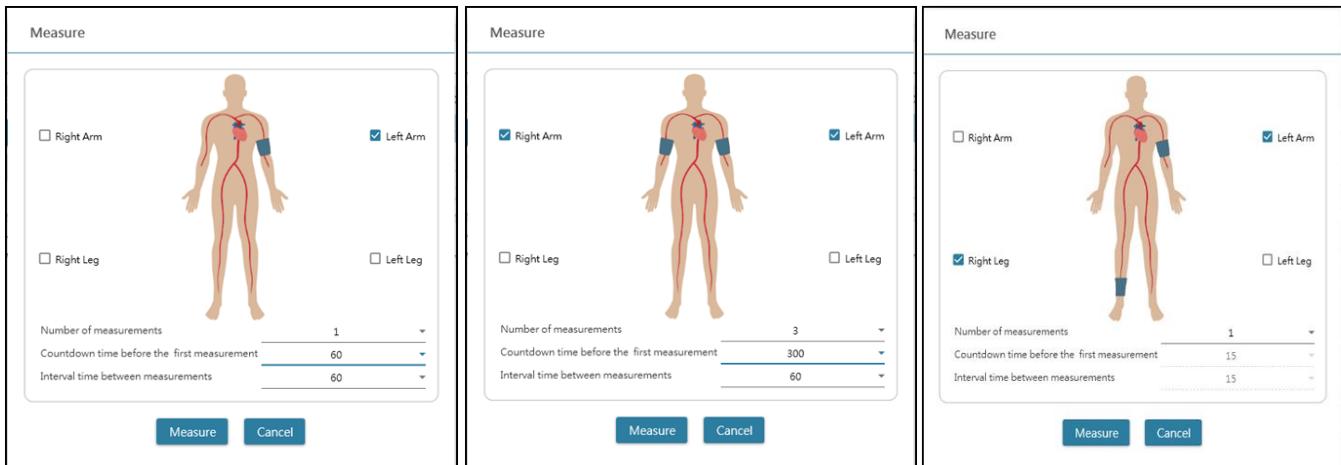 Measure
Right Arm
Left Arm
Right Leg
Left Leg
Number of measurements 1
Countdown time before the first measurement 60
Interval time between measurements 60
Measure Cancel
Measure
Right Arm
Left Arm
Right Leg
Left Leg
Number of measurements 3
Countdown time before the first measurement 300
Interval time between measurements 60
Measure Cancel
Measure
Right Arm
Left Arm
Right Leg
Left Leg
Number of measurements 1
Countdown time before the first measurement 15
Interval time between measurements 15
Measure Cancel